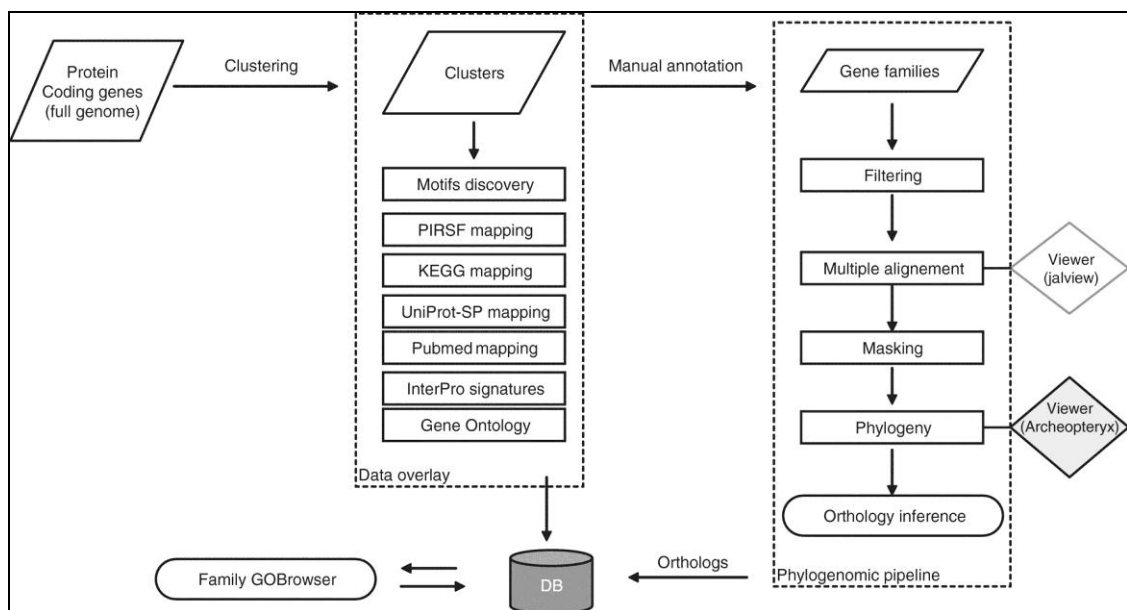 Protein
Coding genes
(full genome)
Clustering
Clusters
Motifs discovery
PIRSF mapping
KEGG mapping
UniProt-SP mapping
Pubmed mapping
InterPro signatures
Gene Ontology
Data overlay
Manual annotation
Gene families
Filtering
Multiple alignement
Viewer
(jalview)
Masking
Phylogeny
Viewer
(Archeopteryx)
Orthology inference
Phylogenomic pipeline
Orthologs
DB
Family GOBrowser